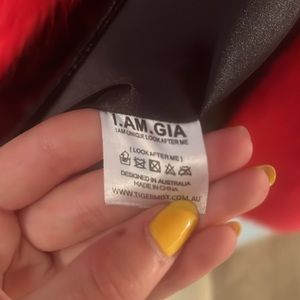 I.AM.GIA
I AM UNIQUE LOOK AFTER ME
( LOOK AFTER ME )
DESIGNED IN AUSTRALIA
MADE IN CHINA
WWW.TIGERMIST.COM.AU